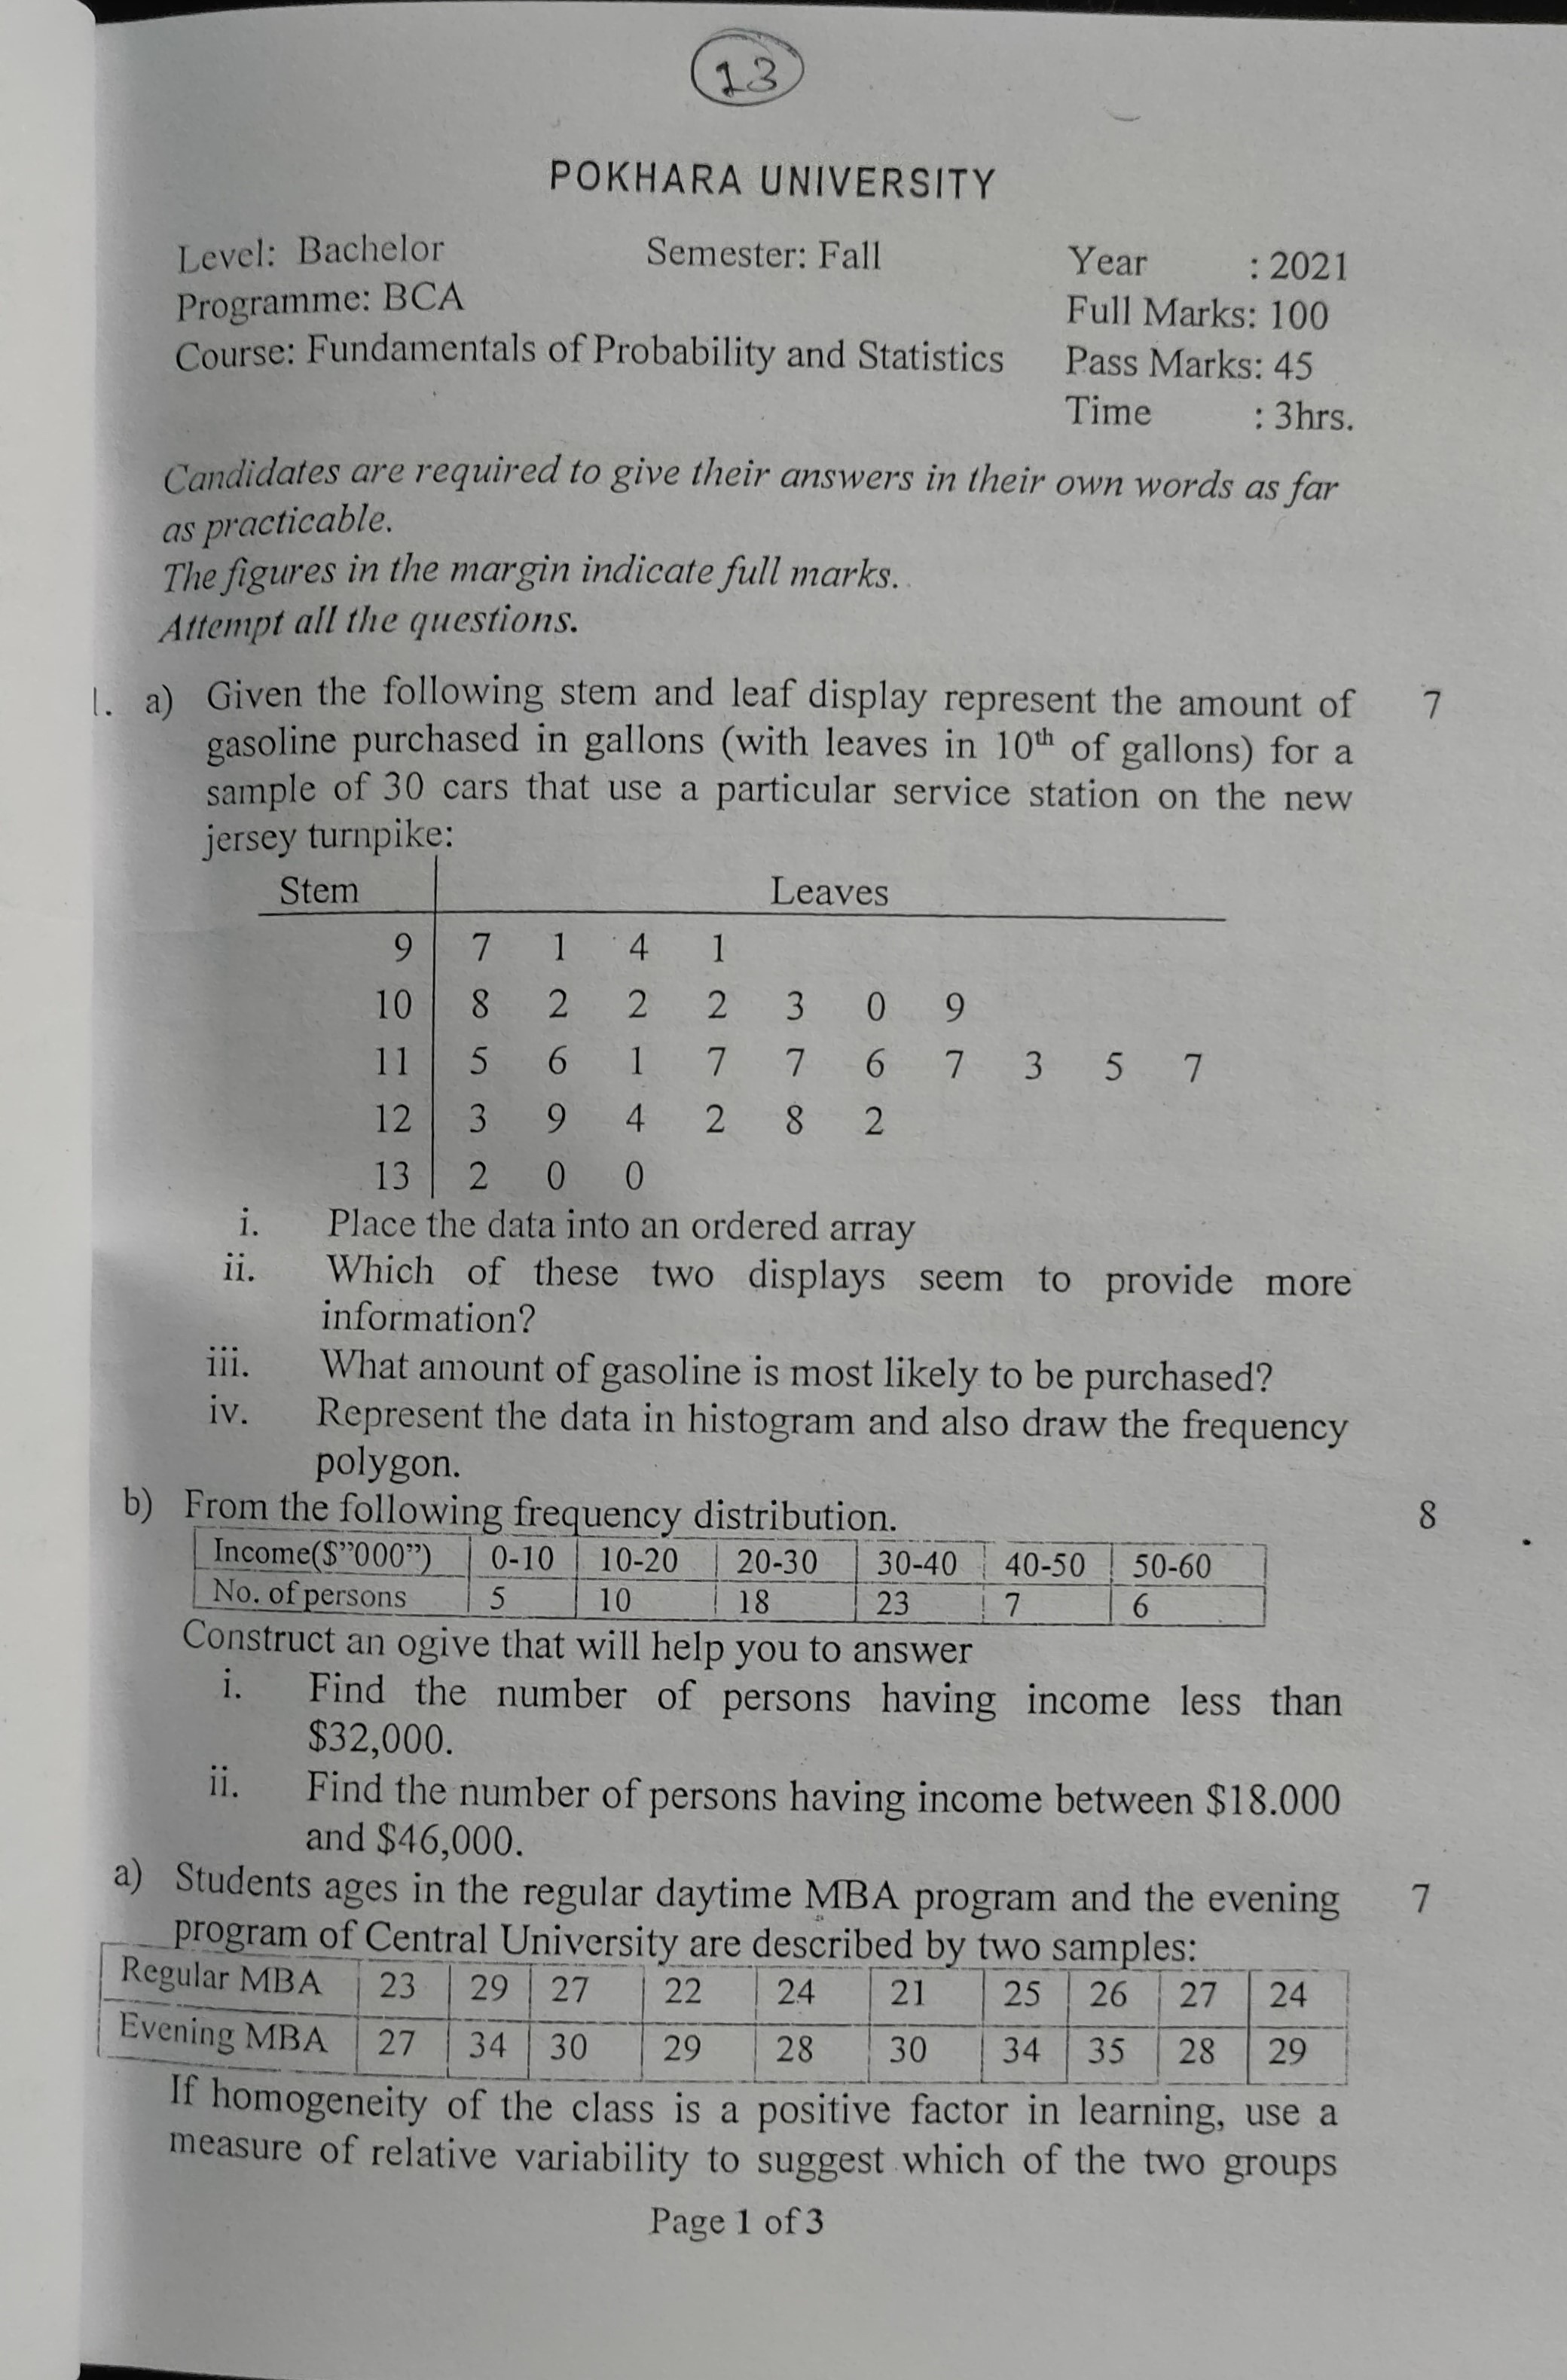 13
POKHARA UNIVERSITY
Level: Bachelor Semester: Fall Year : 2021
Programme: BCA Full Marks: 100
Course: Fundamentals of Probability and Statistics Pass Marks: 45
Time : 3hrs.
Candidates are required to give their answers in their own words as far
as practicable.
The figures in the margin indicate full marks.
Attempt all the questions.
1. a) Given the following stem and leaf display represent the amount of 7
gasoline purchased in gallons (with leaves in 10th of gallons) for a
sample of 30 cars that use a particular service station on the new
jersey turnpike:
Stem Leaves
9 7 1 4 1
10 8 2 2 2 3 0 9
11 5 6 1 7 7 6 7 3 5 7
12 3 9 4 2 8 2
13 2 0 0
i. Place the data into an ordered array
ii. Which of these two displays seem to provide more
information?
iii. What amount of gasoline is most likely to be purchased?
iv. Represent the data in histogram and also draw the frequency
polygon.
b) From the following frequency distribution. 8
Income($”000”) 0-10 10-20 20-30 30-40 40-50 50-60
No. of persons 5 10 18 23 7 6
Construct an ogive that will help you to answer
i. Find the number of persons having income less than
$32,000.
ii. Find the number of persons having income between $18.000
and $46,000.
a) Students ages in the regular daytime MBA program and the evening 7
program of Central University are described by two samples:
Regular MBA 23 29 27 22 24 21 25 26 27 24
Evening MBA 27 34 30 29 28 30 34 35 28 29
If homogeneity of the class is a positive factor in learning, use a
measure of relative variability to suggest which of the two groups
Page 1 of 3